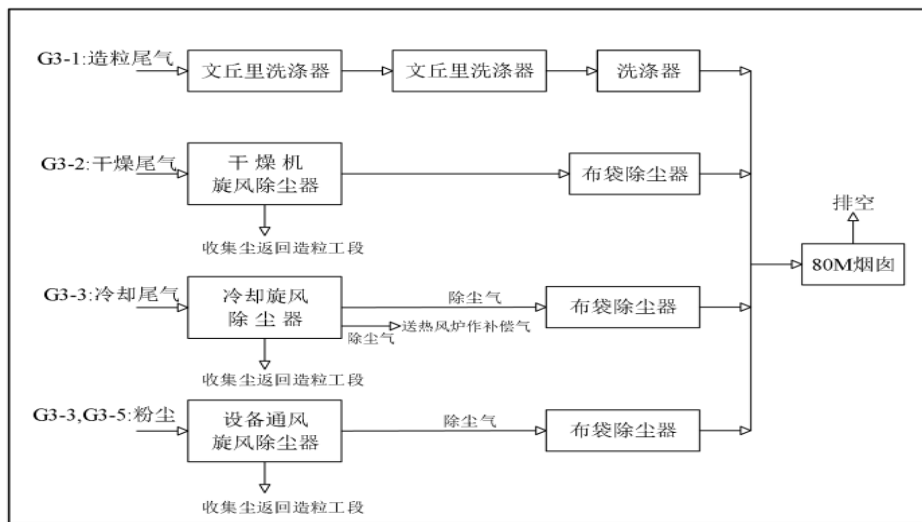 G3-1:造粒尾气
文丘里洗涤器
文丘里洗涤器
洗涤器
G3-2:干燥尾气
干燥机
旋风除尘器
布袋除尘器
收集尘返回造粒工段
排空
80M烟囱
G3-3:冷却尾气
冷却旋风
除尘器
除尘气
布袋除尘器
除尘气
送热风炉作补偿气
收集尘返回造粒工段
G3-3,G3-5:粉尘
设备通风
旋风除尘器
除尘气
布袋除尘器
收集尘返回造粒工段